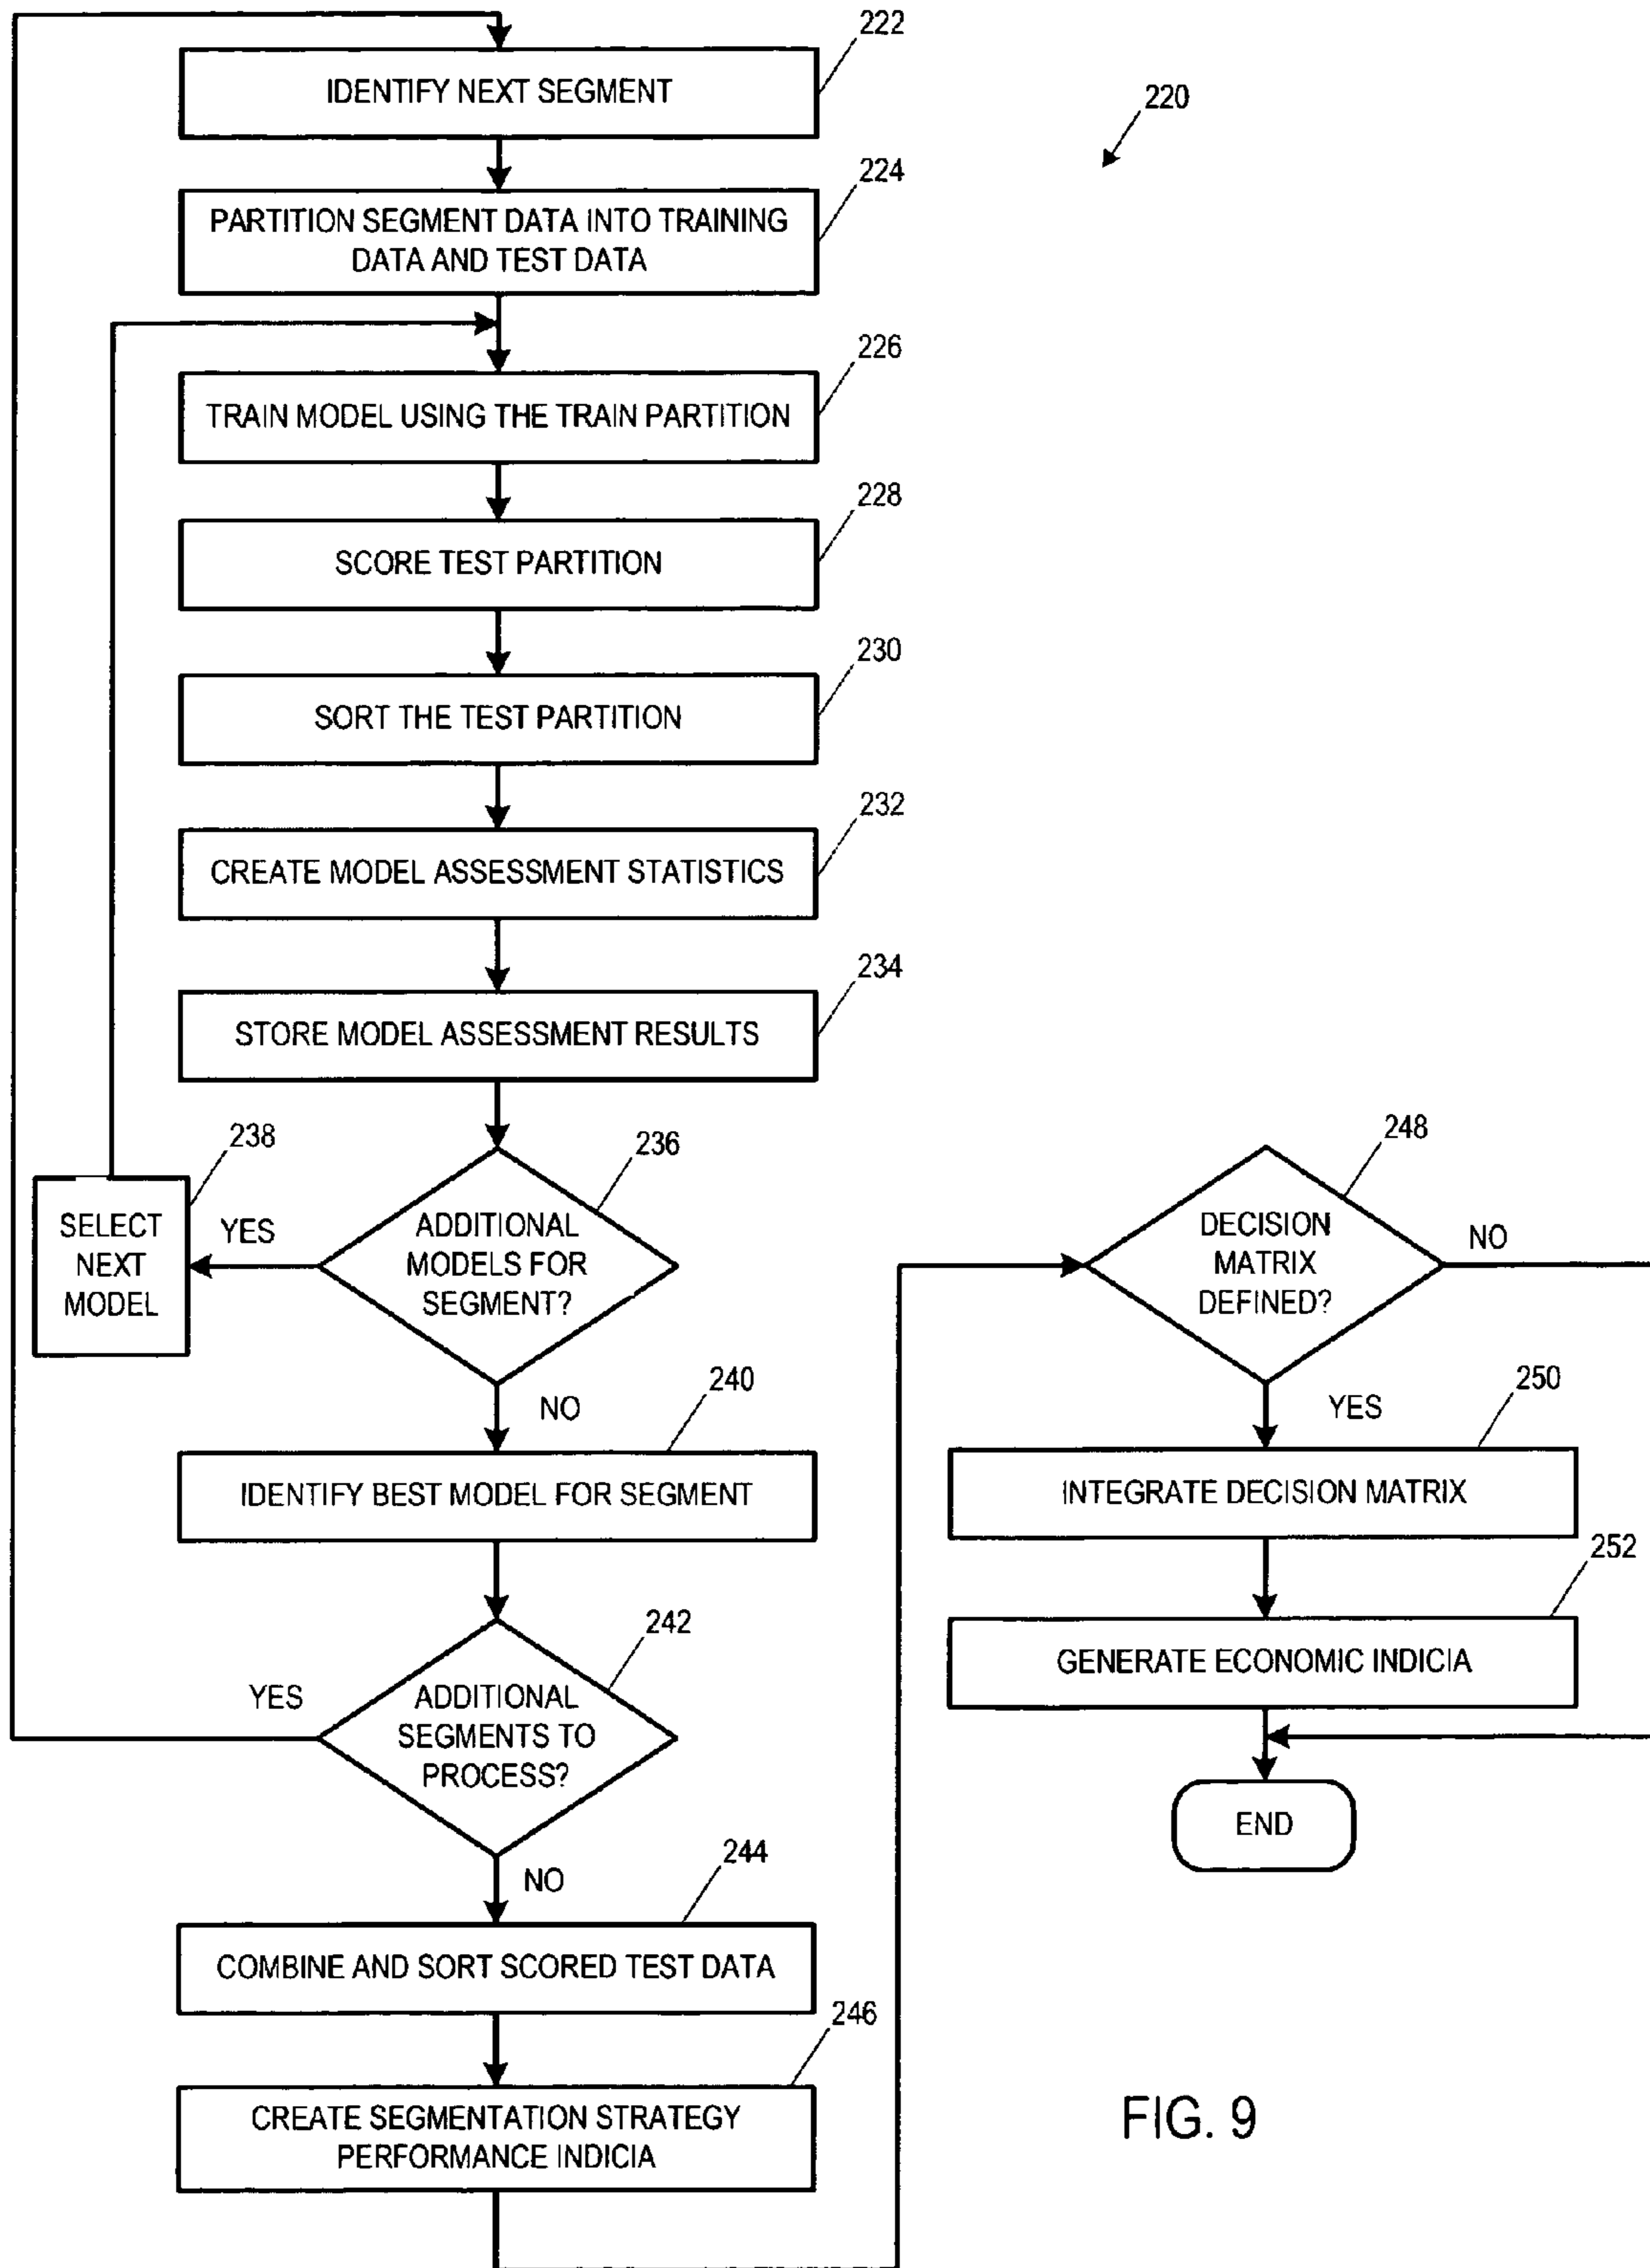 222
IDENTIFY NEXT SEGMENT
220
224
PARTITION SEGMENT DATA INTO TRAINING
DATA AND TEST DATA
226
TRAIN MODEL USING THE TRAIN PARTITION
228
SCORE TEST PARTITION
230
SORT THE TEST PARTITION
232
CREATE MODEL ASSESSMENT STATISTICS
234
STORE MODEL ASSESSMENT RESULTS
238
SELECT
NEXT
MODEL
YES
236
ADDITIONAL
MODELS FOR
SEGMENT?
NO
240
IDENTIFY BEST MODEL FOR SEGMENT
242
YES
ADDITIONAL
SEGMENTS TO
PROCESS?
NO
244
COMBINE AND SORT SCORED TEST DATA
246
CREATE SEGMENTATION STRATEGY
PERFORMANCE INDICIA
248
DECISION
MATRIX
DEFINED?
NO
YES
250
INTEGRATE DECISION MATRIX
252
GENERATE ECONOMIC INDICIA
END
FIG. 9